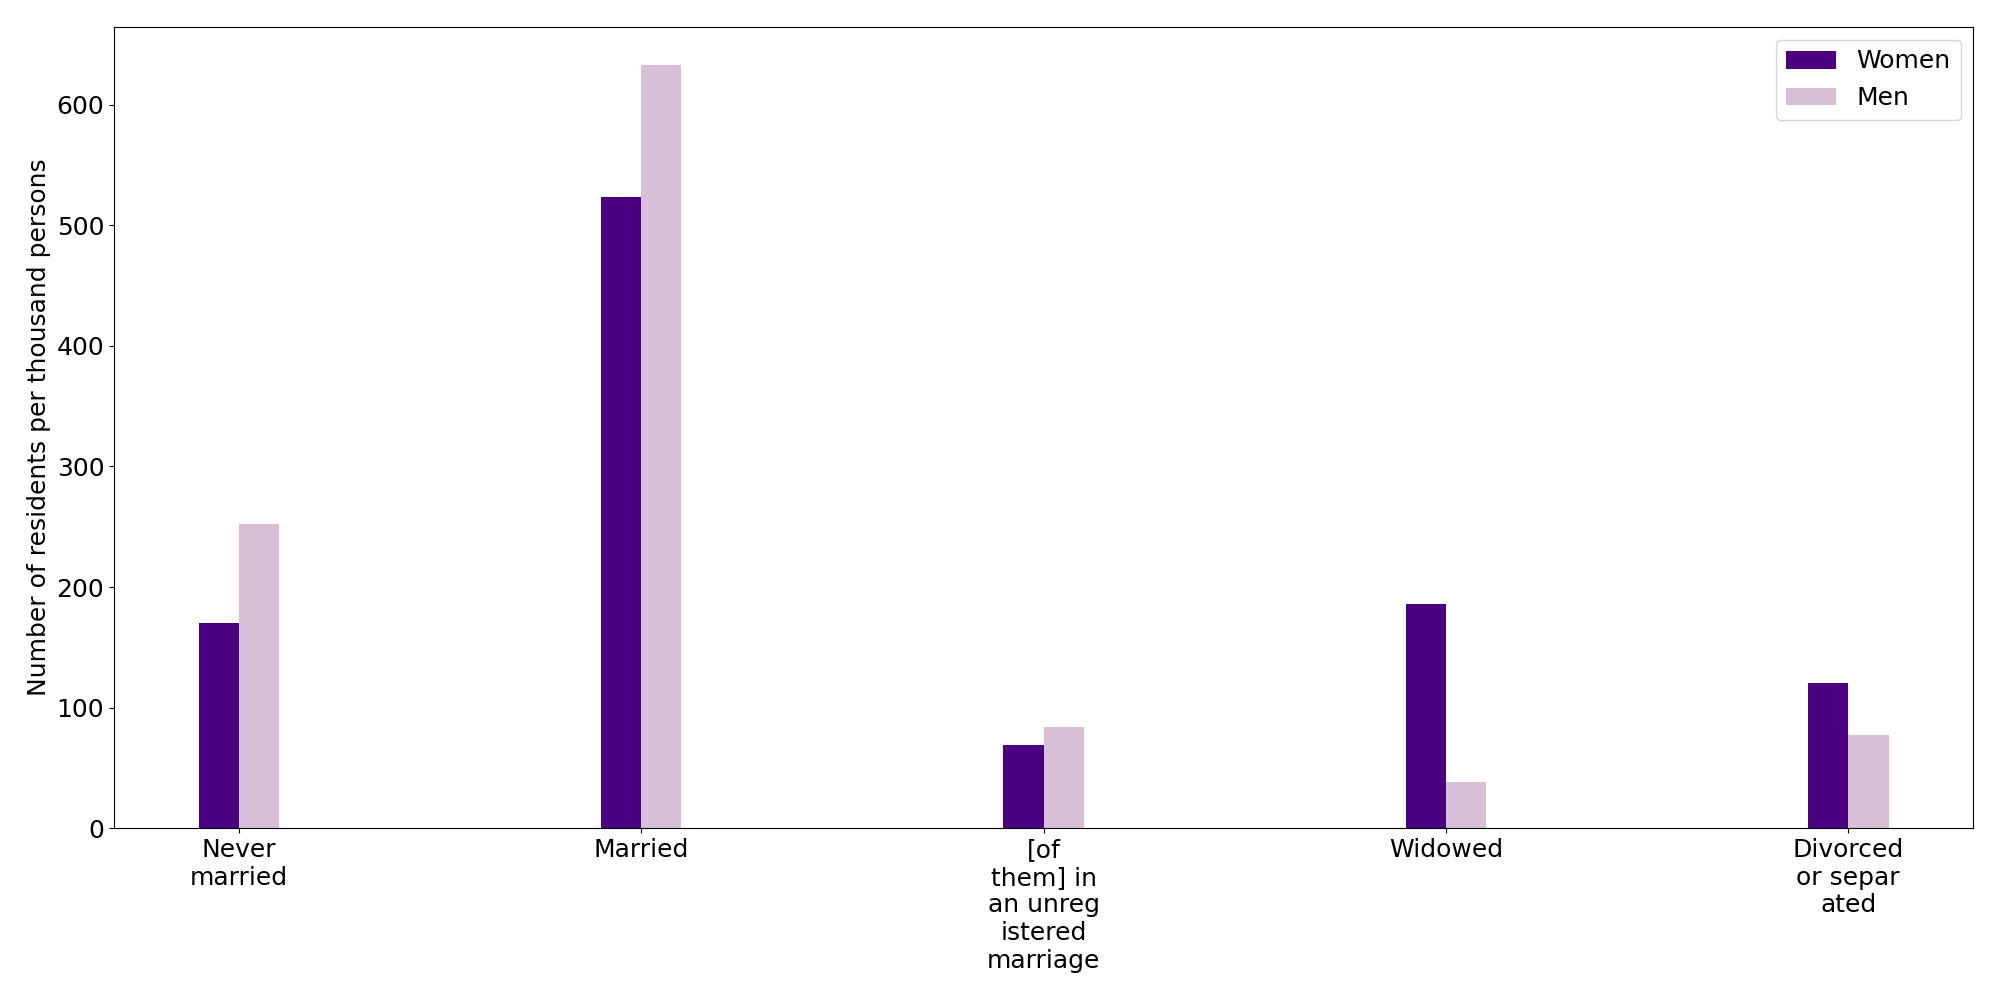 Number of residents per thousand persons
600
500
400
300
200
100
0
Women
Men
Never
married
Married
[of
them] in
an unreg
istered
marriage
Widowed
Divorced
or separ
ated